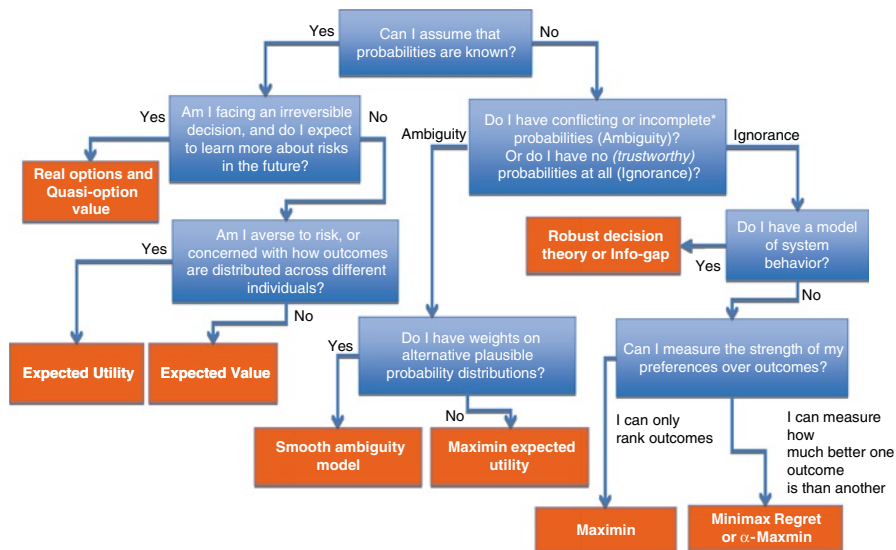 Can I assume that
probabilities are known?
Yes
No
Am I facing an irreversible
decision, and do I expect
to learn more about risks
in the future?
Yes
No
Do I have conflicting or incomplete*
probabilities (Ambiguity)?
Or do I have no (trustworthy)
probabilities at all (Ignorance)?
Ambiguity
Ignorance
Real options and
Quasi-option
value
Am I averse to risk, or
concerned with how outcomes
are distributed across different
individuals?
Yes
No
Robust decision
theory or Info-gap
Do I have a model
of system
behavior?
Yes
No
Expected Utility
Expected Value
Do I have weights on
alternative plausible
probability distributions?
Yes
No
Can I measure the strength of my
preferences over outcomes?
I can only
rank outcomes
I can measure
how
much better one
outcome
is than another
Smooth ambiguity
model
Maximin expected
utility
Maximin
Minimax Regret
or α-Maxmin